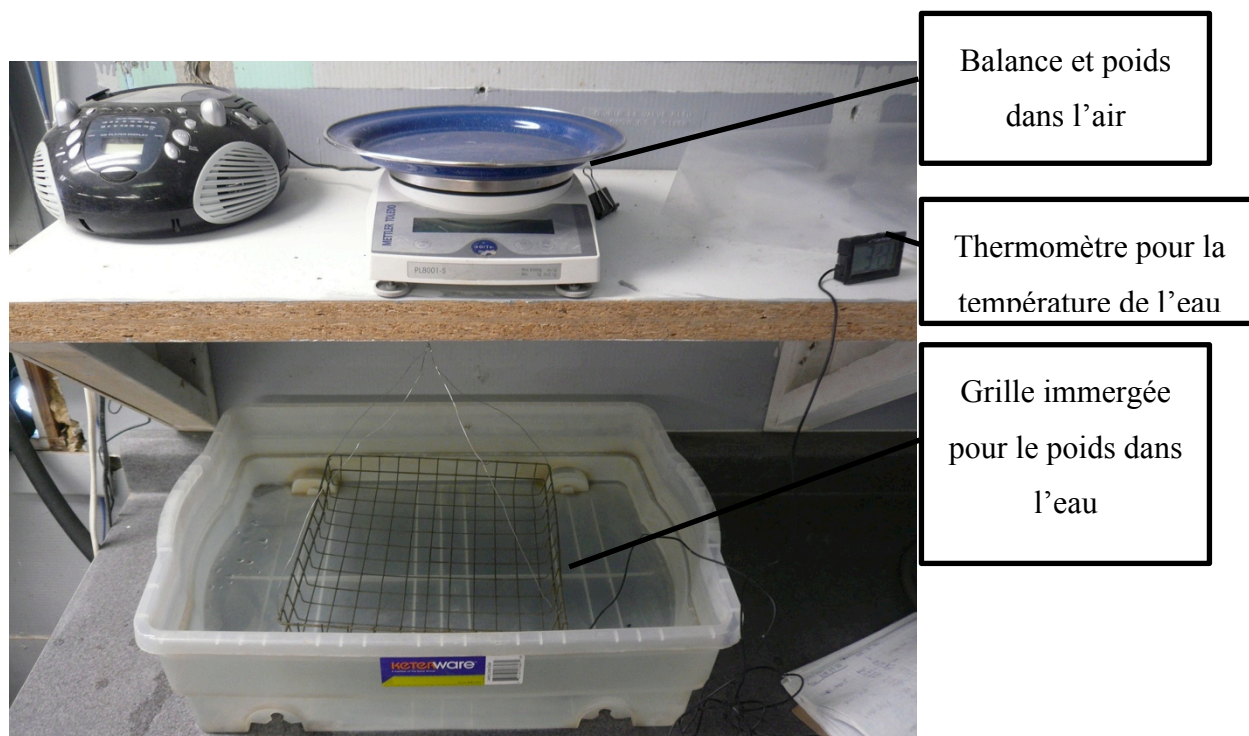 Balance et poids
dans l'air
METTLER TOLEDO
PL8001-S
Thermomètre pour la
température de l'eau
Grille immergée
pour le poids dans
l'eau
KETERWARE